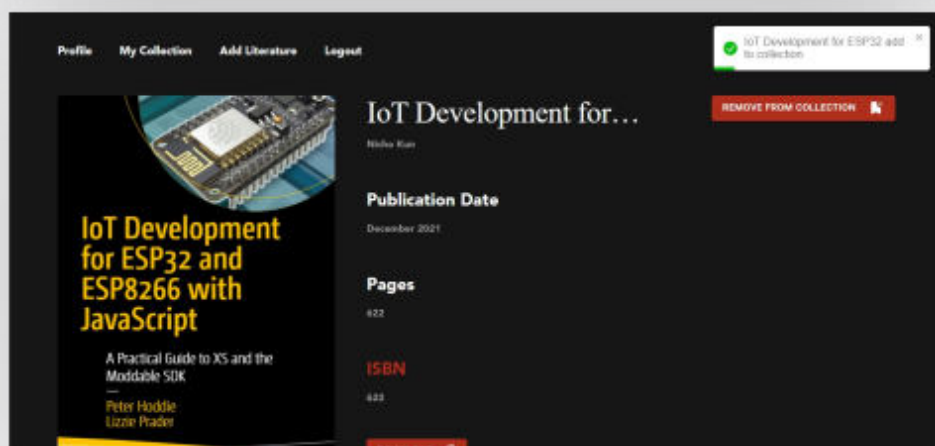 Profile My Collection Add Literature Logout
IoT Development for ESP32 add
to collection
REMOVE FROM COLLECTION
IoT Development for...
Publication Date
December 2021
Pages
622
ISBN
622
IoT Development
for ESP32 and
ESP8266 with
JavaScript
A Practical Guide to XS and the
Moddable SDK
Peter Hoddie
Lizzie Prader